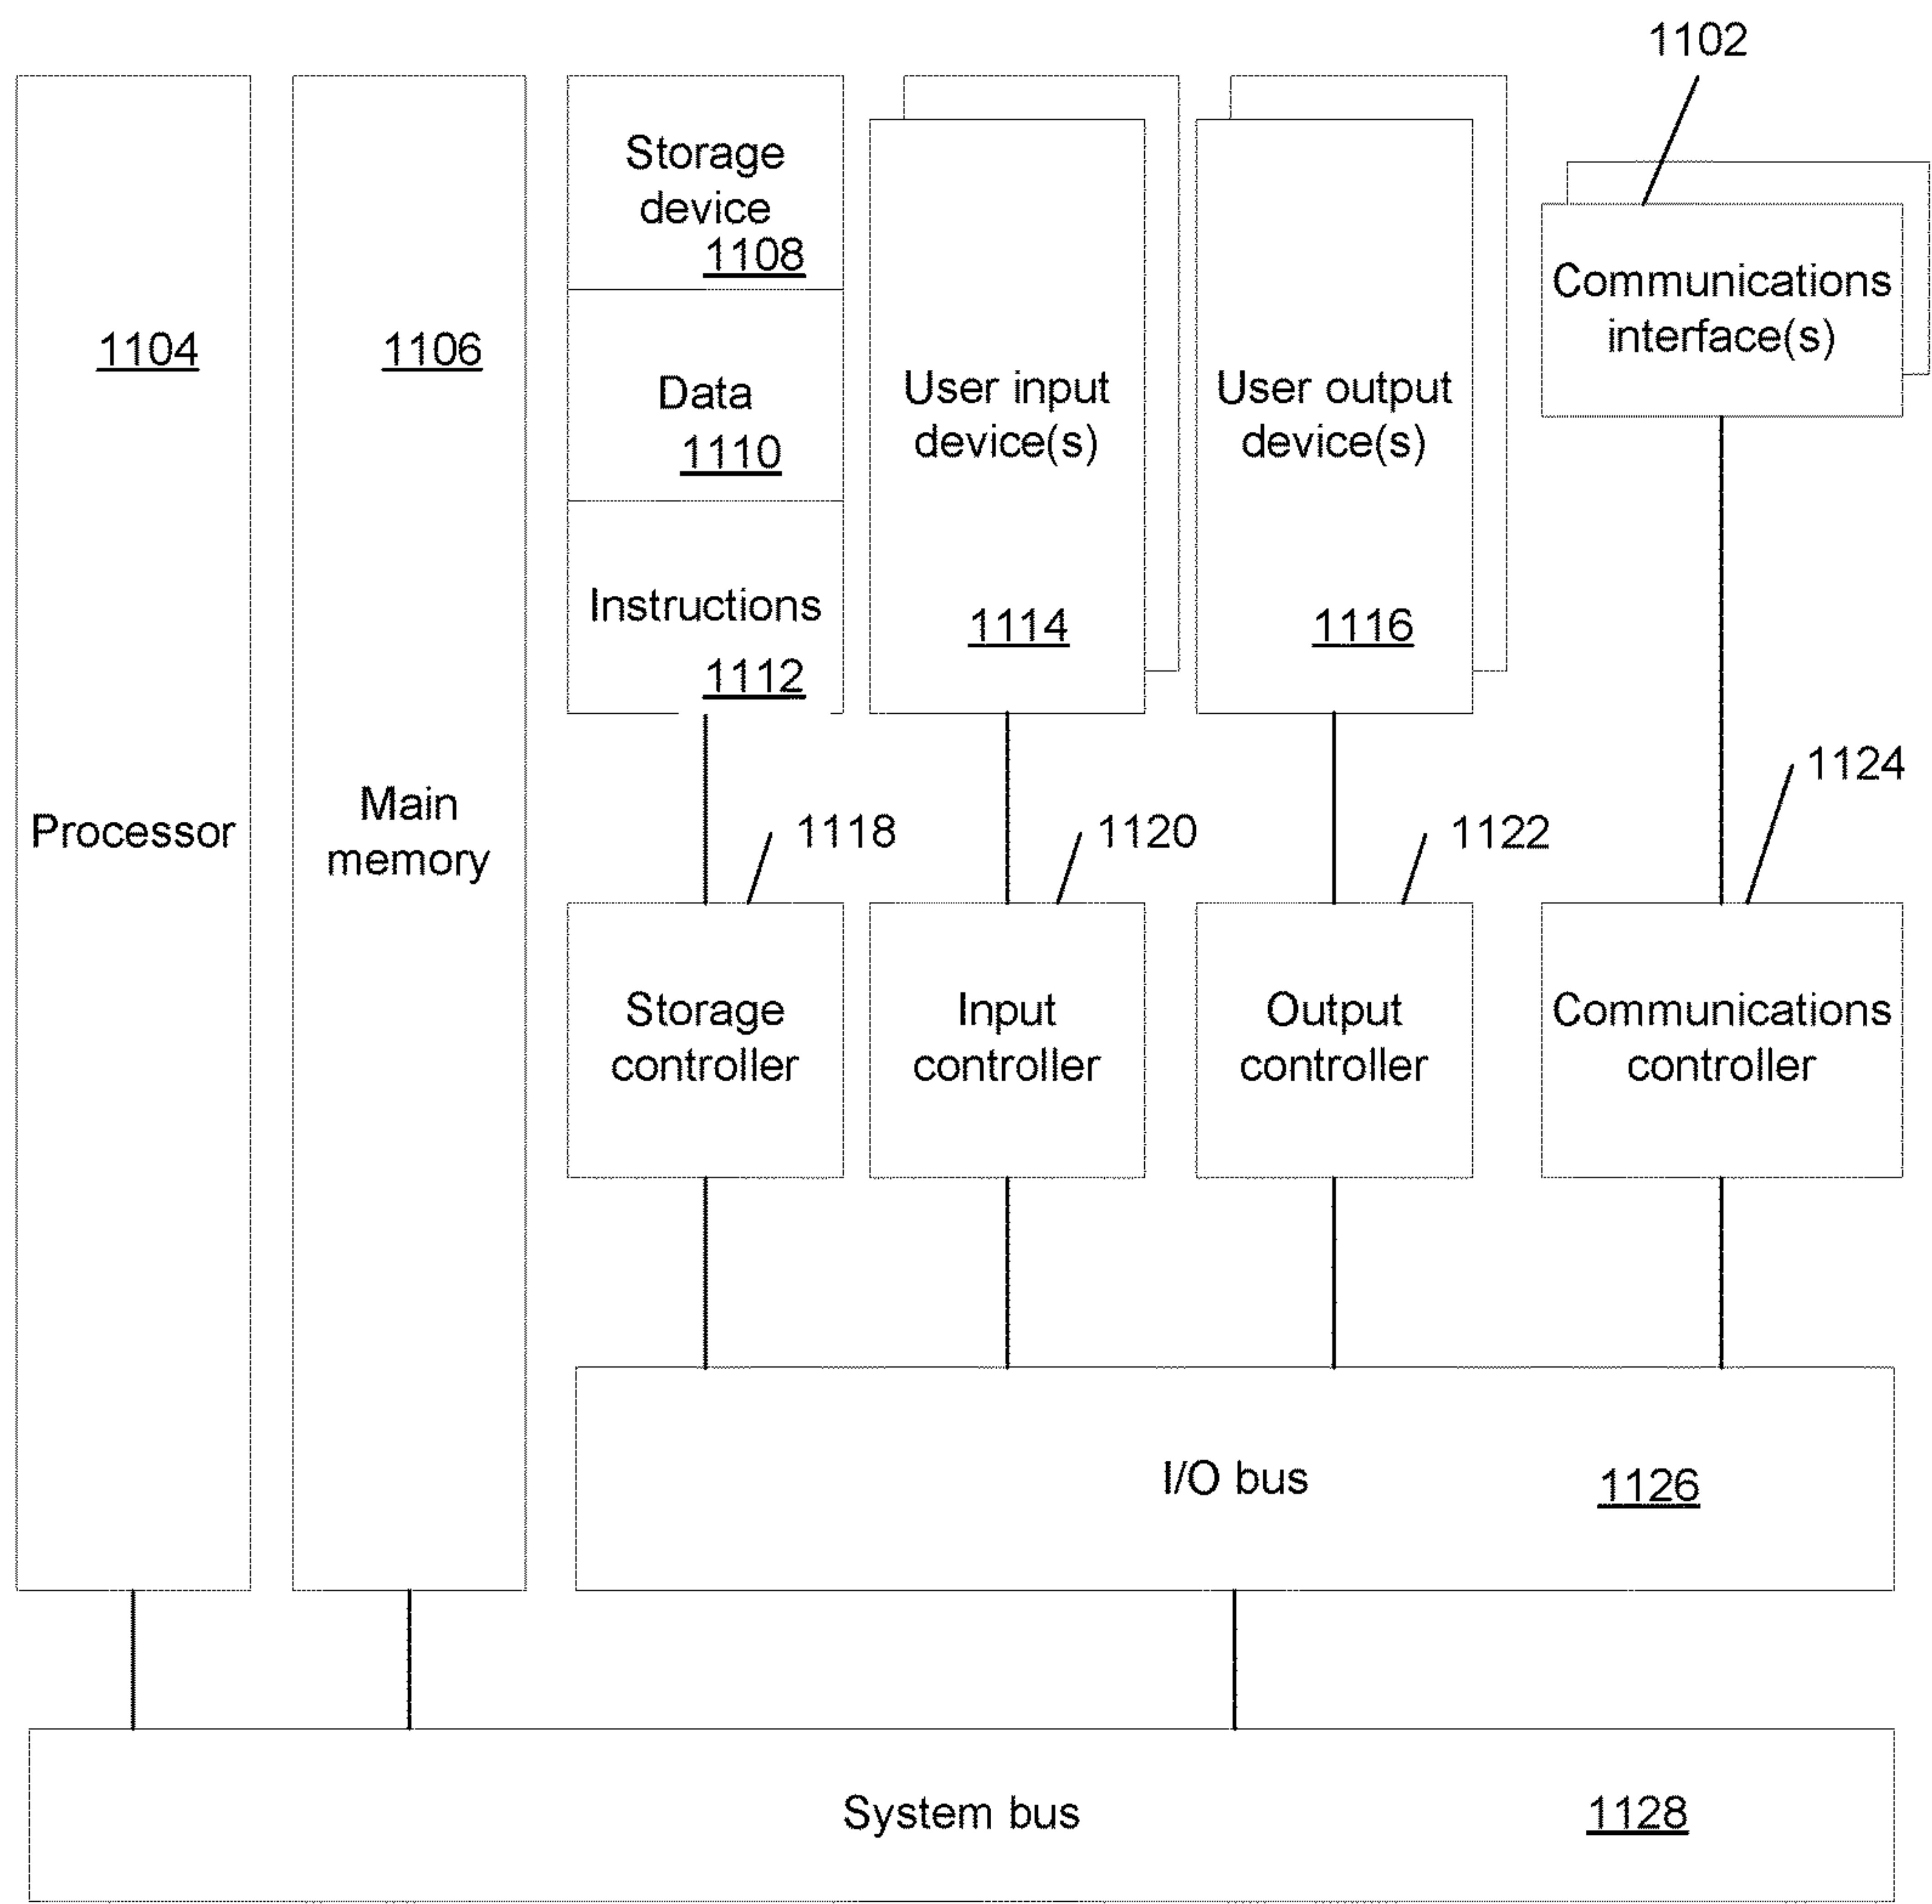 1102
Storage
device
1108
Communications
interface(s)
1104
1106
Data
1110
User input
device(s)
User output
device(s)
Instructions
1112
1114
1116
1124
Processor
Main
memory
1118
1120
1122
Storage
controller
Input
controller
Output
controller
Communications
controller
I/O bus
1126
System bus
1128